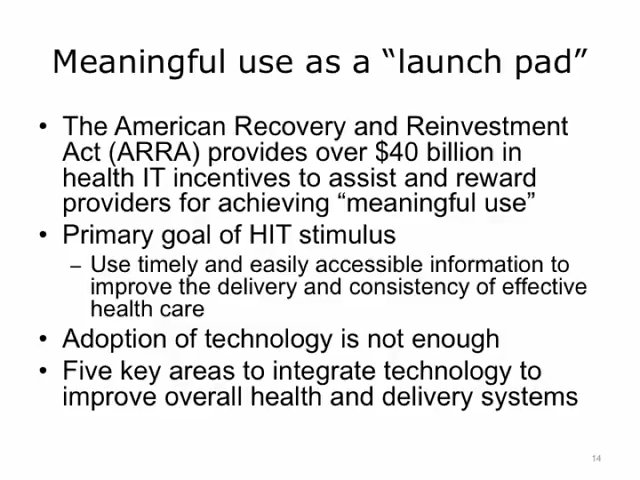 Meaningful use as a “launch pad”
• The American Recovery and Reinvestment
Act (ARRA) provides over $40 billion in
health IT incentives to assist and reward
providers for achieving “meaningful use”
• Primary goal of HIT stimulus
– Use timely and easily accessible information to
improve the delivery and consistency of effective
health care
• Adoption of technology is not enough
• Five key areas to integrate technology to
improve overall health and delivery systems
14